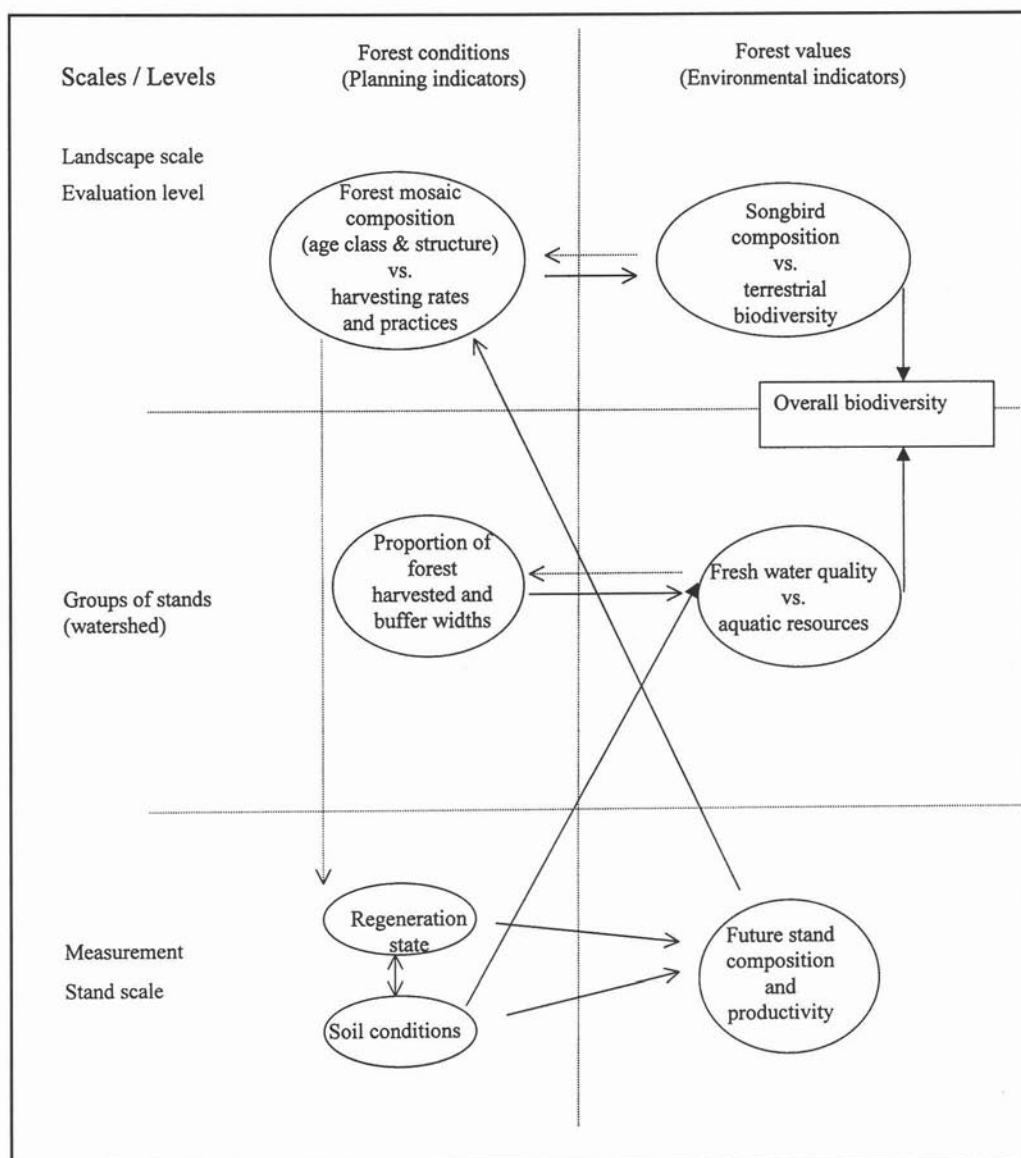 Scales / Levels
Forest conditions
(Planning indicators)
Forest values
(Environmental indicators)
Landscape scale
Evaluation level
Forest mosaic
composition
(age class & structure)
vs.
harvesting rates
and practices
Songbird
composition
vs.
terrestrial
biodiversity
Overall biodiversity
Groups of stands
(watershed)
Proportion of
forest
harvested and
buffer widths
Fresh water quality
vs.
aquatic resources
Measurement
Stand scale
Regeneration
state
Soil conditions
Future stand
composition
and
productivity